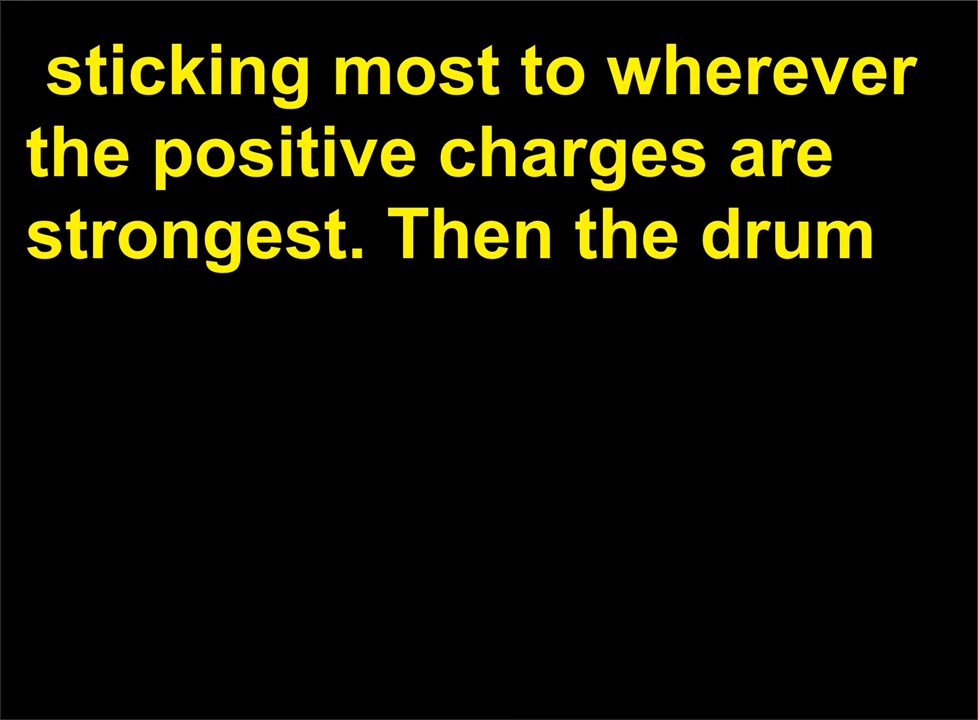 sticking most to wherever
the positive charges are
strongest. Then the drum